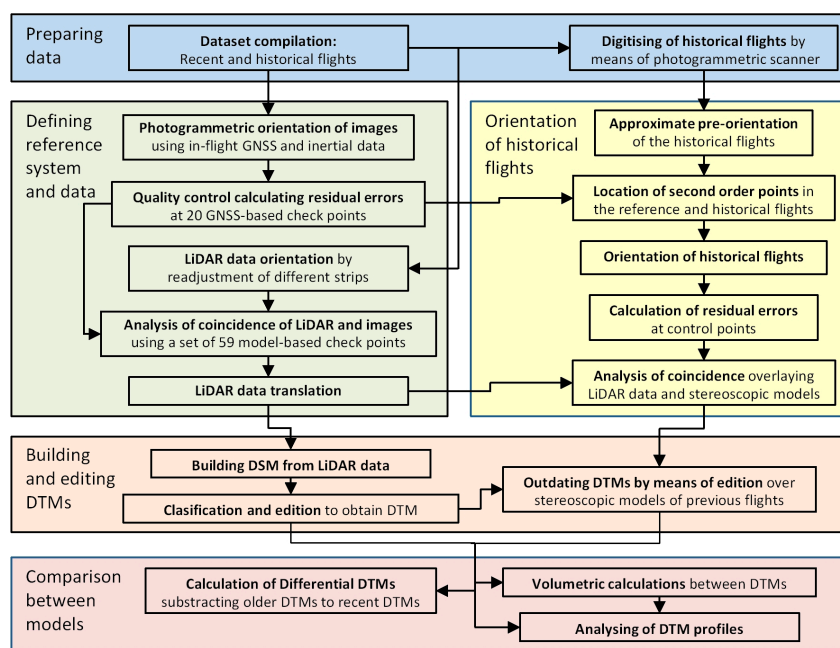 Preparing
data
Dataset compilation:
Recent and historical flights
Digitising of historical flights by
means of photogrammetric scanner
Defining
reference
system
and data
Photogrammetric orientation of images
using in-flight GNSS and inertial data
Quality control calculating residual errors
at 20 GNSS-based check points
LiDAR data orientation by
readjustment of different strips
Analysis of coincidence of LiDAR and images
using a set of 59 model-based check points
LiDAR data translation
Orientation
of historical
flights
Approximate pre-orientation
of the historical flights
Location of second order points in
the reference and historical flights
Orientation of historical flights
Calculation of residual errors
at control points
Analysis of coincidence overlaying
LiDAR data and stereoscopic models
Building
and editing
DTMs
Building DSM from LiDAR data
Clasification and edition to obtain DTM
Outdating DTMs by means of edition over
stereoscopic models of previous flights
Comparison
between
models
Calculation of Differential DTMs
substracting older DTMs to recent DTMs
Volumetric calculations between DTMs
Analysing of DTM profiles